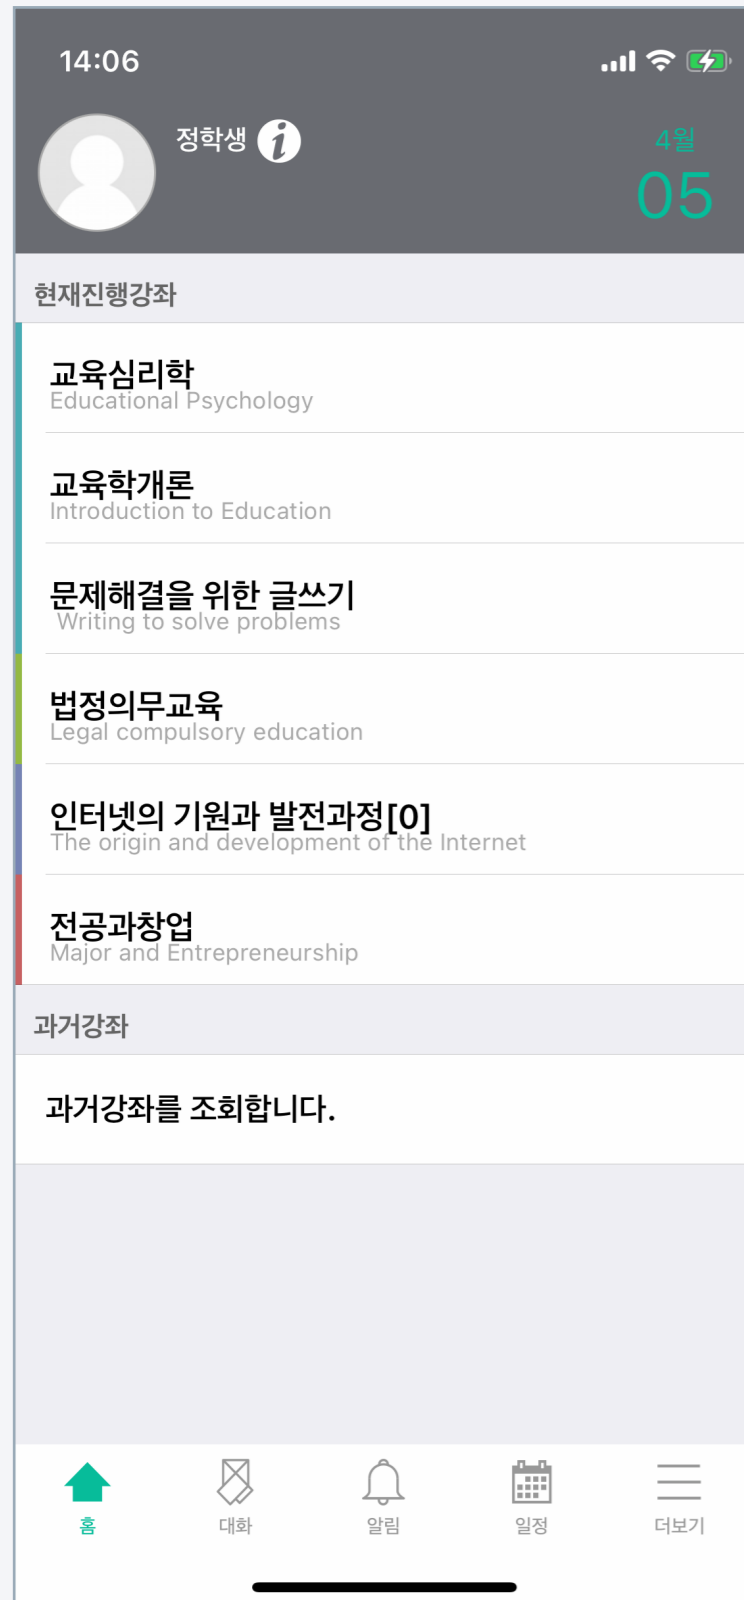 14:06
정학생 i
4월
05
현재진행강좌
교육심리학
Educational Psychology
교육학개론
Introduction to Education
문제해결을 위한 글쓰기
Writing to solve problems
법정의무교육
Legal compulsory education
인터넷의 기원과 발전과정[0]
The origin and development of the Internet
전공과창업
Major and Entrepreneurship
과거강좌
과거강좌를 조회합니다.
홈 대화 알림 일정 더보기